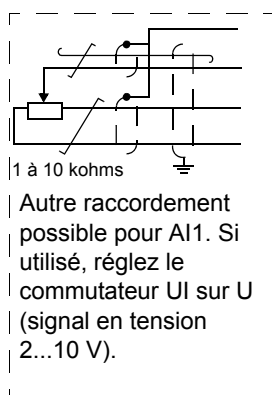 1 à 10 kohms
Autre raccordement
possible pour AI1. Si
utilisé, réglez le
commutateur UI sur U
(signal en tension
2...10 V).